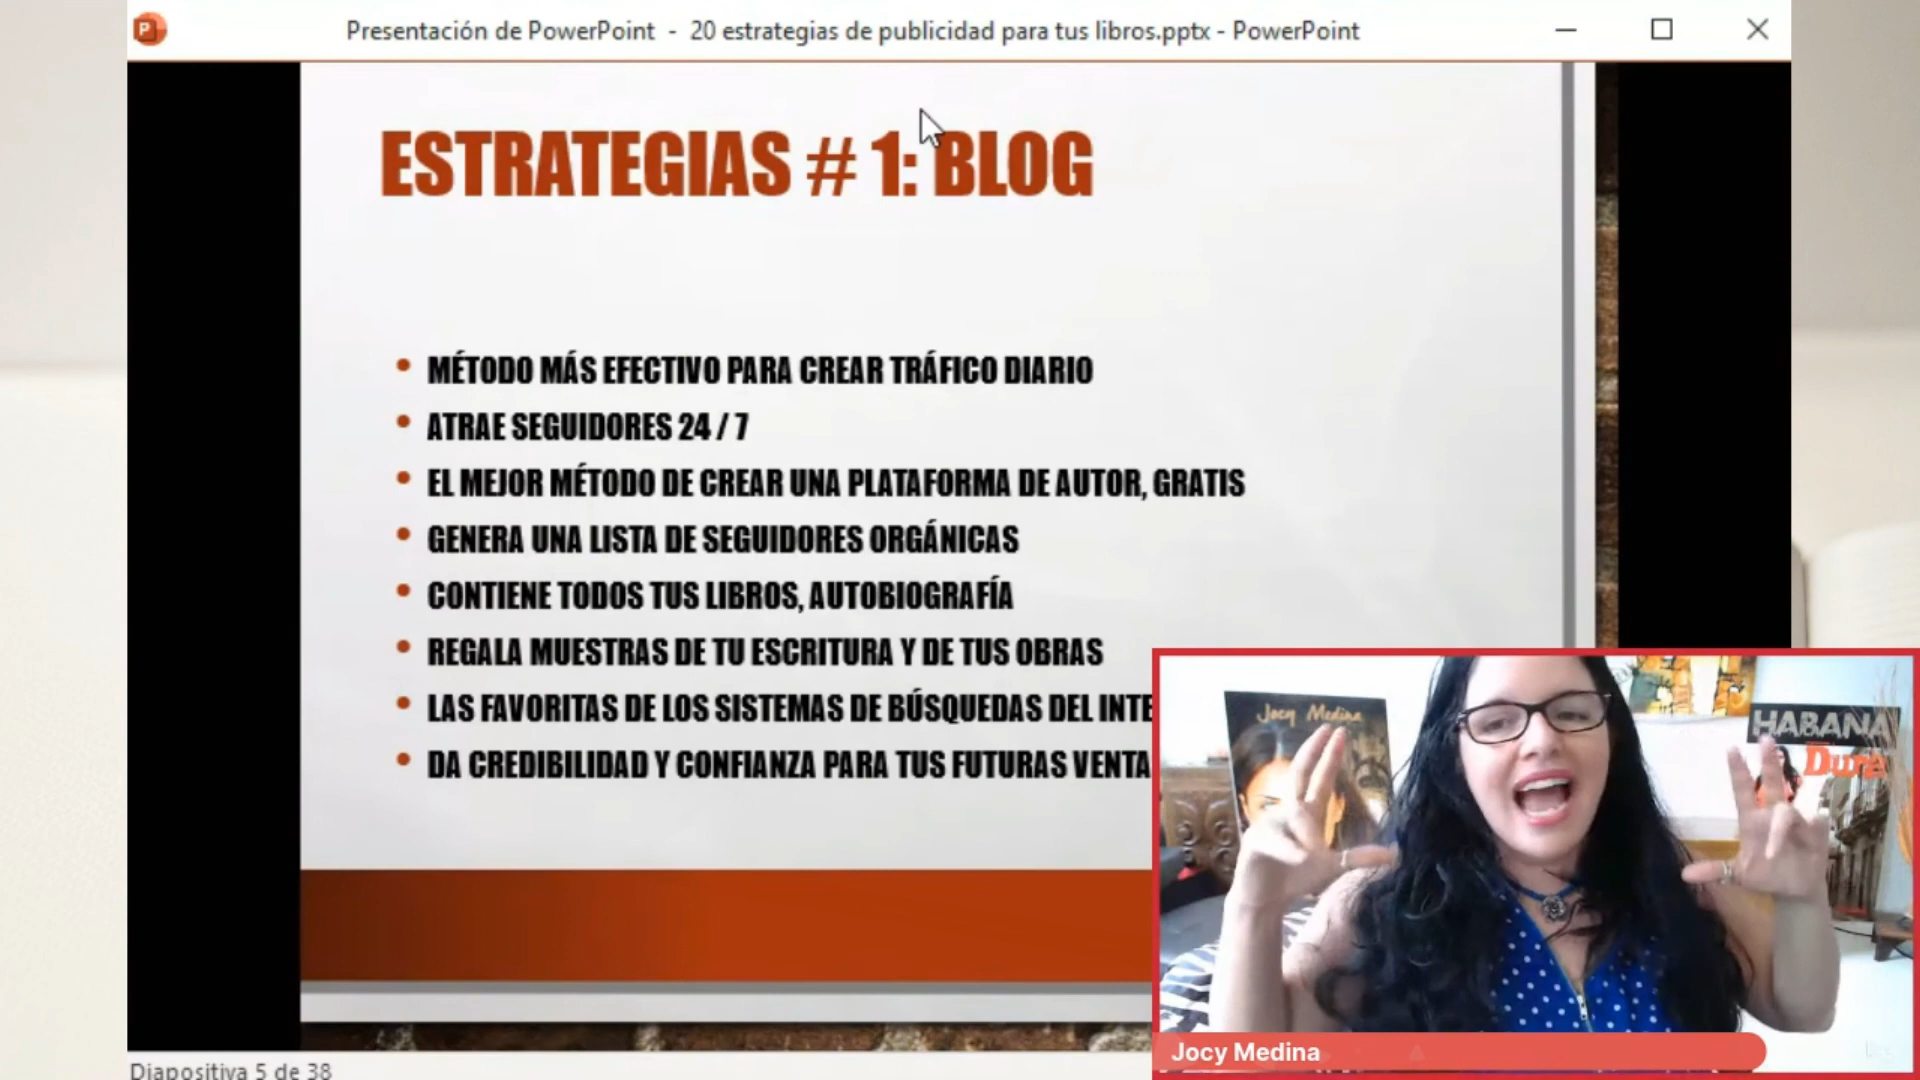 Presentación de PowerPoint - 20 estrategias de publicidad para tus libros.pptx - PowerPoint
ESTRATEGIAS # 1: BLOG
• MÉTODO MÁS EFECTIVO PARA CREAR TRÁFICO DIARIO
• ATRAE SEGUIDORES 24 / 7
• EL MEJOR MÉTODO DE CREAR UNA PLATAFORMA DE AUTOR, GRATIS
• GENERA UNA LISTA DE SEGUIDORES ORGÁNICAS
• CONTIENE TODOS TUS LIBROS, AUTOBIOGRAFÍA
• REGALA MUESTRAS DE TU ESCRITURA Y DE TUS OBRAS
• LAS FAVORITAS DE LOS SISTEMAS DE BÚSQUEDAS DEL INTE
• DA CREDIBILIDAD Y CONFIANZA PARA TUS FUTURAS VENTA
Jocy Medina
HABANA
Dura
Jocy Medina
Diapositiva 5 de 38